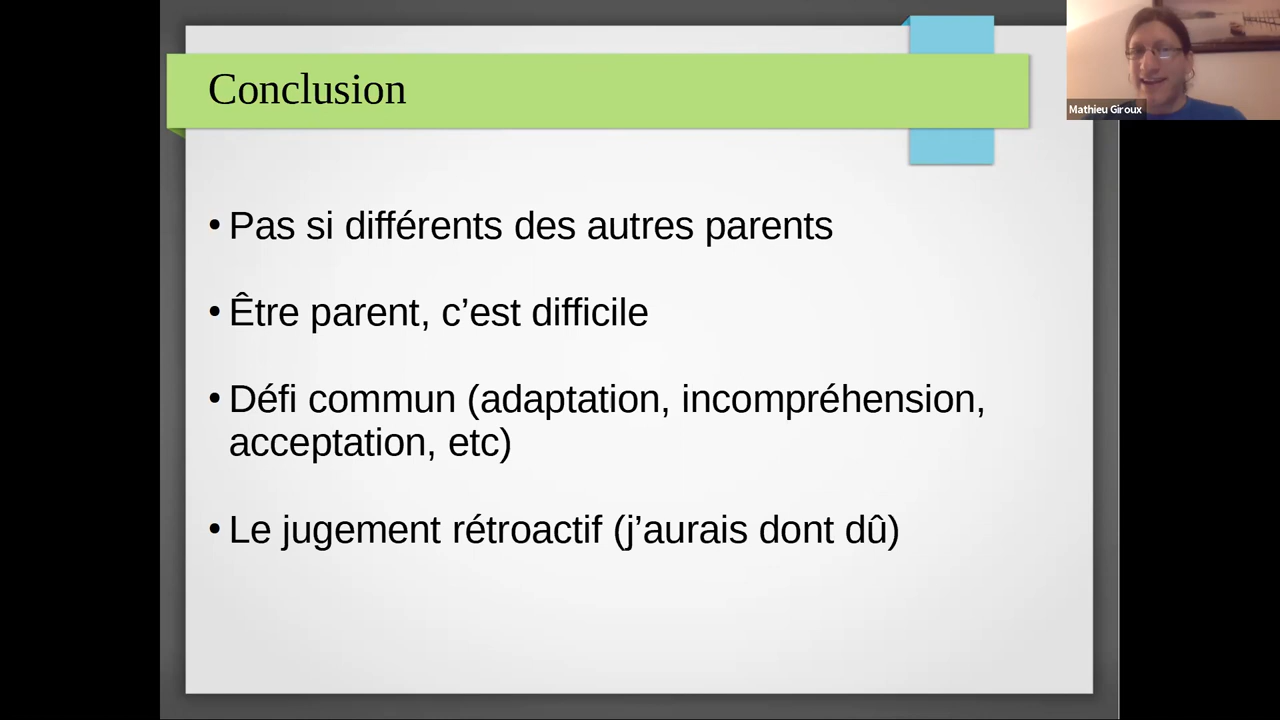 Conclusion
Mathieu Giroux
• Pas si différents des autres parents
• Être parent, c’est difficile
• Défi commun (adaptation, incompréhension,
acceptation, etc)
• Le jugement rétroactif (j’aurais dont dû)